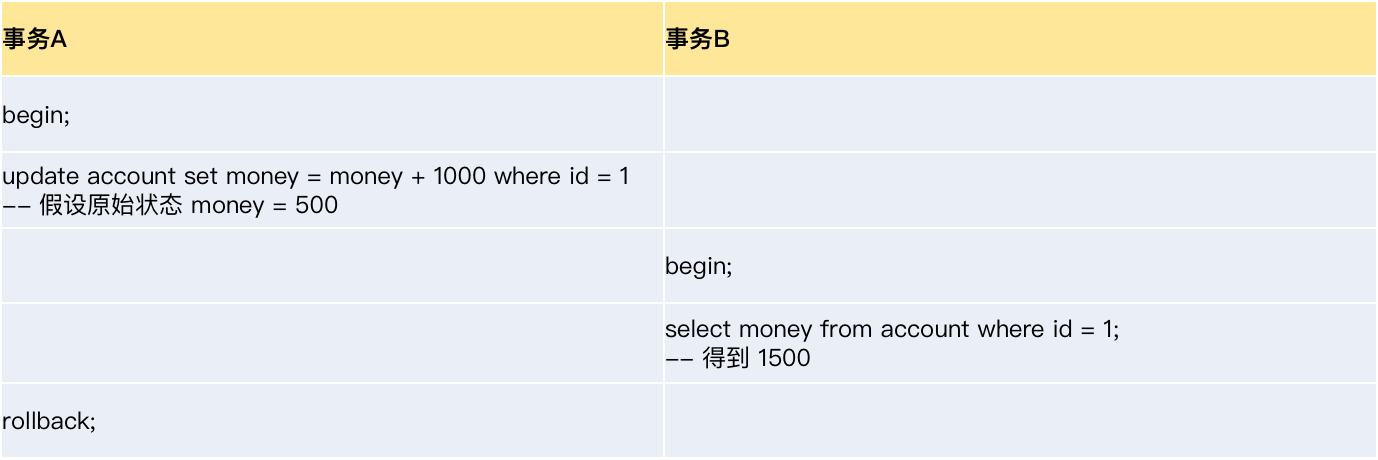 事务A
事务B
begin;
update account set money = money + 1000 where id = 1
-- 假设原始状态 money = 500
begin;
select money from account where id = 1;
-- 得到 1500
rollback;